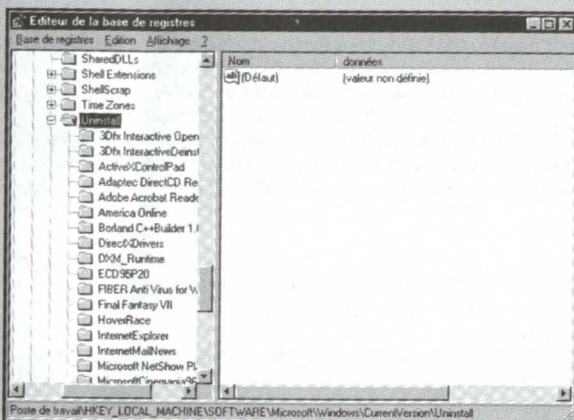 Editeur de la base de registres
Base de registres Edition Affichage ?
SharedDLLs
Shell Extensions
ShellScrap
Time Zones
Uninstall
3Dfx Interactive Open
3Dfx InteractiveDeinst
ActiveXControlPad
Adaptec DirectCD Re
Adobe Acrobat Reade
America Online
Borland C++Builder 1.
DirectXDrivers
DXM_Runtime
ECD95P20
FIBER Anti Virus for W
Final Fantasy VII
HoverRace
InternetExplorer
InternetMailNews
Microsoft NetShow Pl
MicrosoftCinemania96
Nom données
ab (Défaut) (valeur non définie)
Poste de travail\HKEY_LOCAL_MACHINE\SOFTWARE\Microsoft\Windows\CurrentVersion\Uninstall